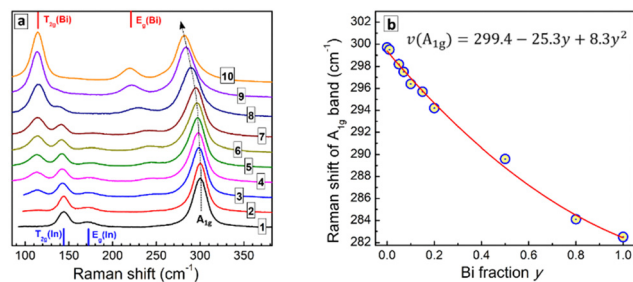 a
T2g(Bi)
Eg(Bi)
10
9
8
7
6
5
4
3
2
1
A1g
T2g(In)
Eg(In)
100 150 200 250 300 350
Raman shift (cm-1)
b
ν(A1g) = 299.4 − 25.3y + 8.3y²
300
298
296
294
292
290
288
286
284
282
Raman shift of A1g band (cm-1)
0.0 0.2 0.4 0.6 0.8 1.0
Bi fraction y